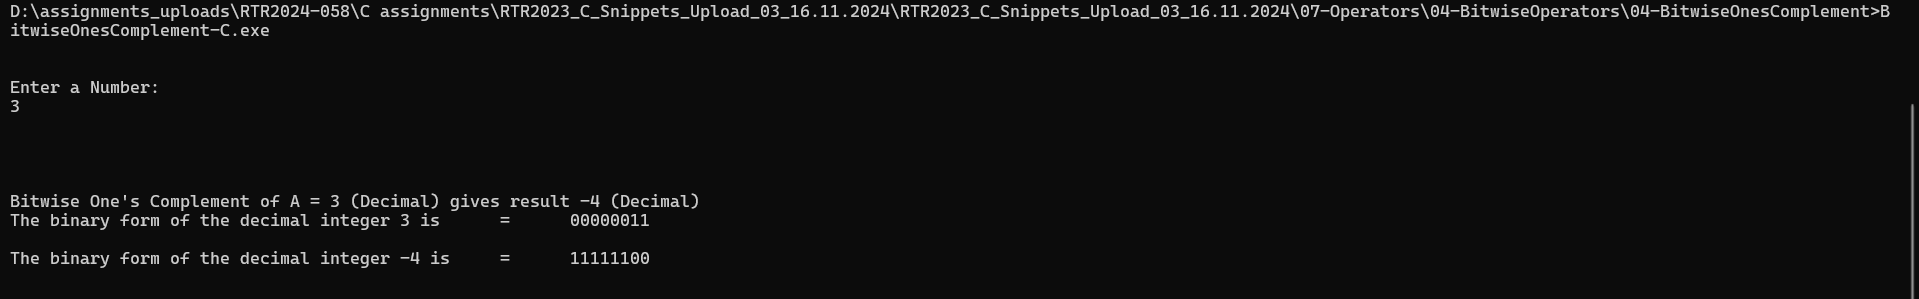 D:\assignments_uploads\RTR2024-058\C assignments\RTR2023_C_Snippets_Upload_03_16.11.2024\RTR2023_C_Snippets_Upload_03_16.11.2024\07-Operators\04-BitwiseOperators\04-BitwiseOnesComplement>B
itwiseOnesComplement-C.exe
Enter a Number:
3
Bitwise One's Complement of A = 3 (Decimal) gives result -4 (Decimal)
The binary form of the decimal integer 3 is      =      00000011
The binary form of the decimal integer -4 is     =      11111100